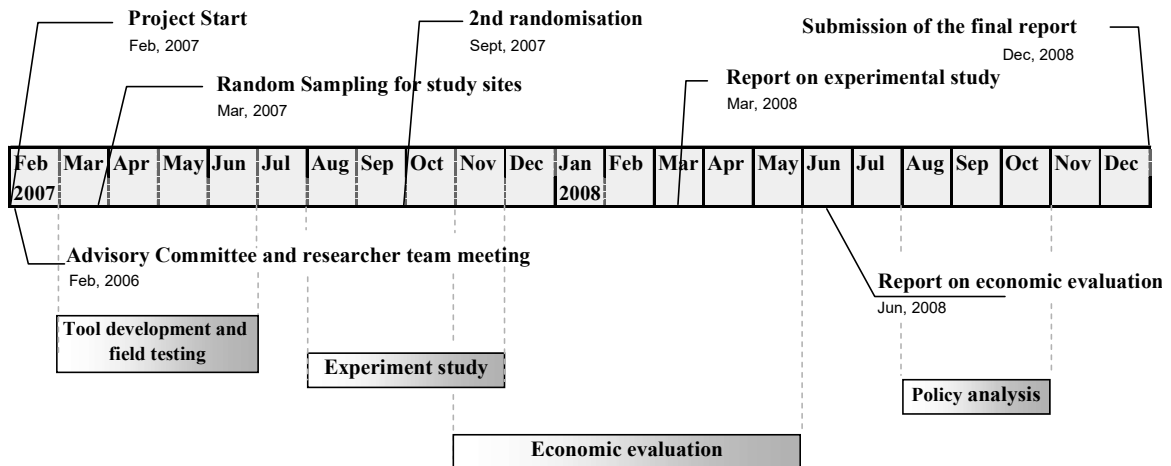 Project Start
Feb, 2007
2nd randomisation
Sept, 2007
Submission of the final report
Dec, 2008
Random Sampling for study sites
Mar, 2007
Report on experimental study
Mar, 2008
Feb Mar Apr May Jun Jul Aug Sep Oct Nov Dec Jan Feb Mar Apr May Jun Jul Aug Sep Oct Nov Dec
2007 2008
Advisory Committee and researcher team meeting
Feb, 2006
Report on economic evaluation
Jun, 2008
Tool development and
field testing
Experiment study
Policy analysis
Economic evaluation